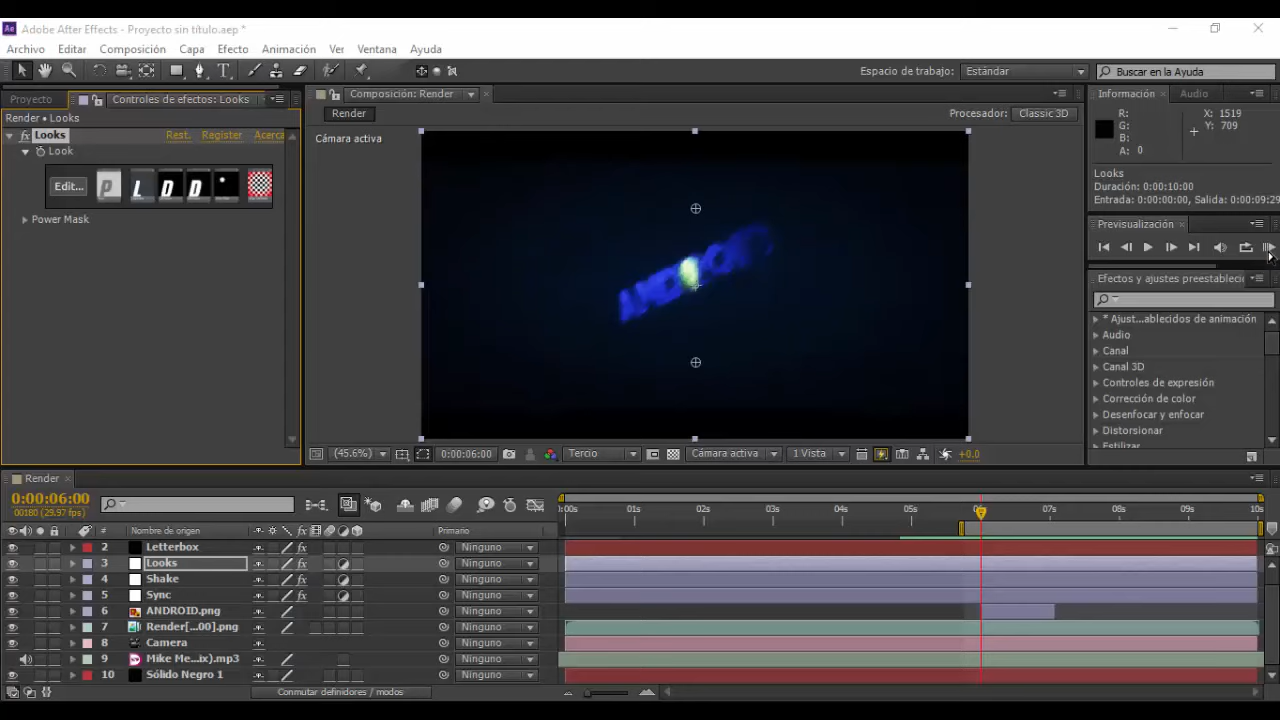 Adobe After Effects - Proyecto sin título.aep *
Archivo Editar Composición Capa Efecto Animación Ver Ventana Ayuda
Espacio de trabajo: Estándar Buscar en la Ayuda
Proyecto Controles de efectos: Looks
Composición: Render
Información Audio
Render • Looks
Render
Procesador: Classic 3D
Looks Rest. Register Acerca
Cámara activa
R:
G:
B:
A: 0
X: 1519
Y: 709
Look
Edit...
Power Mask
Looks
Duración: 0:00:10:00
Entrada: 0:00:00:00, Salida: 0:00:09:29
Previsualización
Efectos y ajustes preestableci
* Ajust...ablecidos de animación
Audio
Canal
Canal 3D
Controles de expresión
Corrección de color
Desenfocar y enfocar
Distorsionar
Estilizar
(45.6%) 0:00:06:00 Tercio Cámara activa 1 Vista +0.0
Render
0:00:06:00
00180 (29.97 fps)
:00s 01s 02s 03s 04s 05s 07s 08s 09s 10s
# Nombre de origen Primario
2 Letterbox Ninguno
3 Looks Ninguno
4 Shake Ninguno
5 Sync Ninguno
6 ANDROID.png Ninguno
7 Render[...00].png Ninguno
8 Camera Ninguno
9 Mike Me...ix).mp3 Ninguno
10 Sólido Negro 1 Ninguno
Conmutar definidores / modos